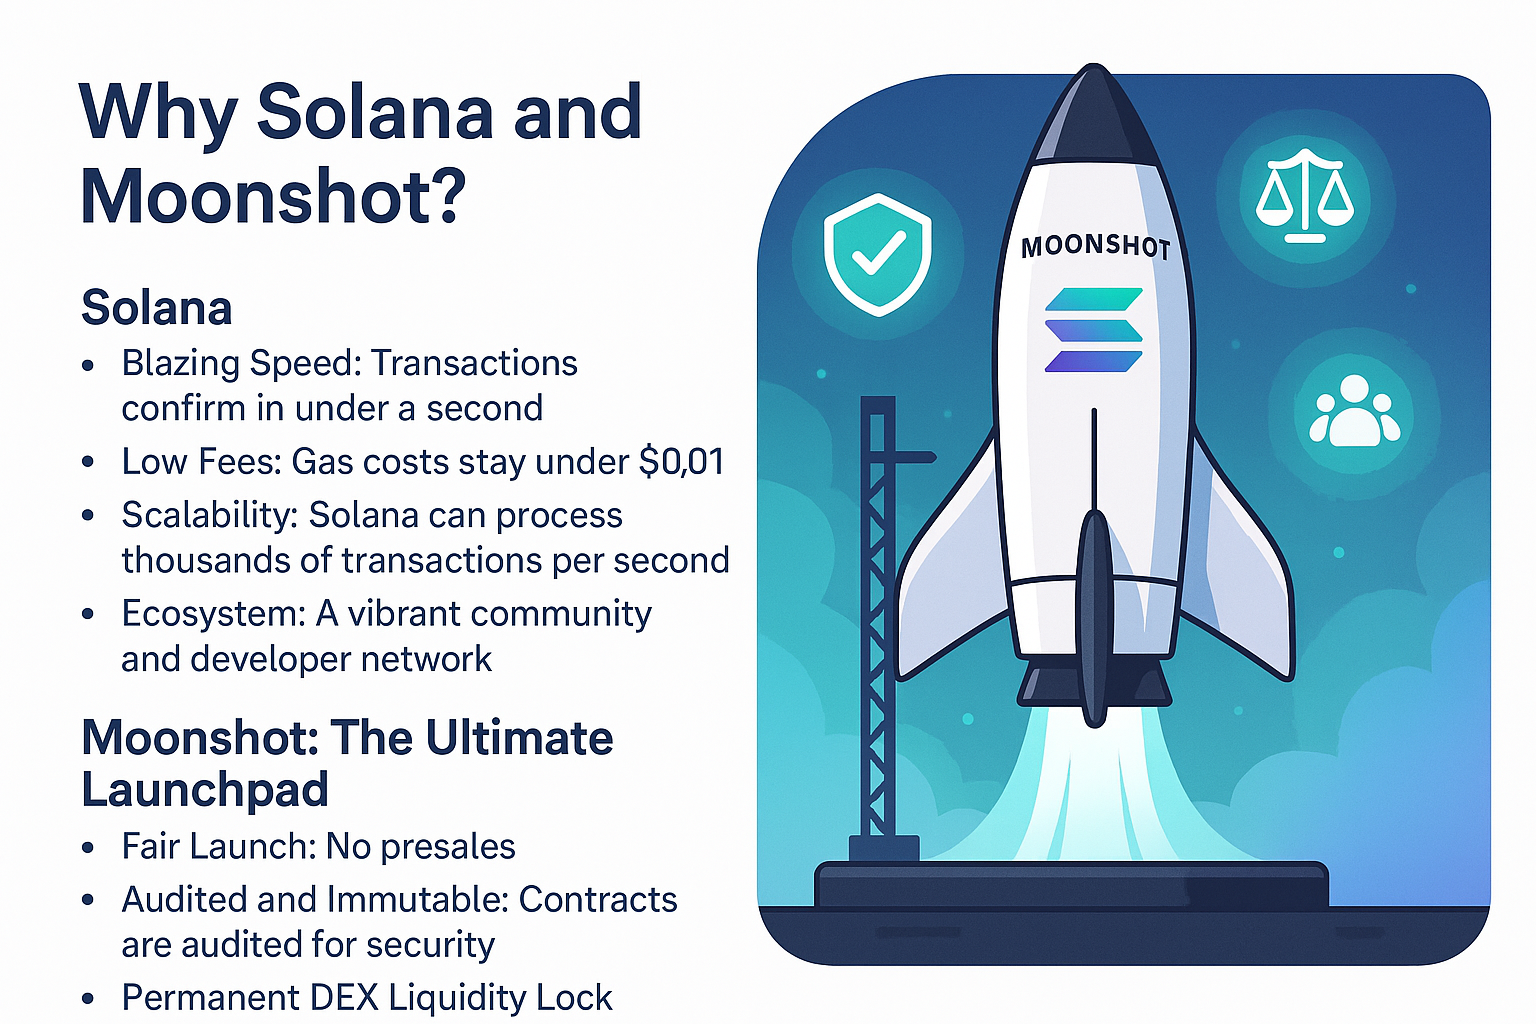 Why Solana and
Moonshot?
Solana
• Blazing Speed: Transactions
confirm in under a second
• Low Fees: Gas costs stay under $0,01
• Scalability: Solana can process
thousands of transactions per second
• Ecosystem: A vibrant community
and developer network
Moonshot: The Ultimate
Launchpad
• Fair Launch: No presales
• Audited and Immutable: Contracts
are audited for security
• Permanent DEX Liquidity Lock
MOONSHOT